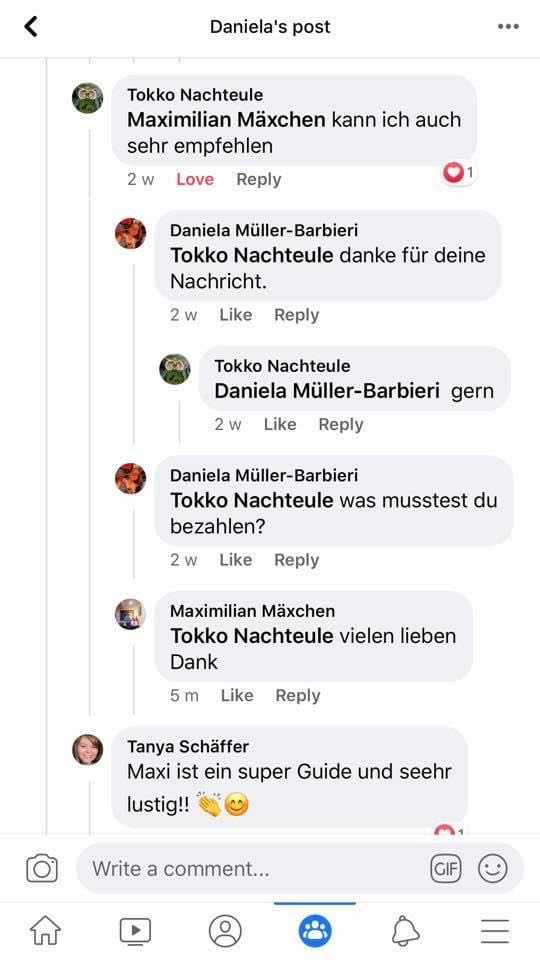 Daniela's post
Tokko Nachteule
Maximilian Mäxchen kann ich auch
sehr empfehlen
2 w Love Reply
1
Daniela Müller-Barbieri
Tokko Nachteule danke für deine
Nachricht.
2 w Like Reply
Tokko Nachteule
Daniela Müller-Barbieri gern
2 w Like Reply
Daniela Müller-Barbieri
Tokko Nachteule was musstest du
bezahlen?
2 w Like Reply
Maximilian Mäxchen
Tokko Nachteule vielen lieben
Dank
5 m Like Reply
Tanya Schäffer
Maxi ist ein super Guide und seehr
lustig!! 👏😊
1
Write a comment...
GIF